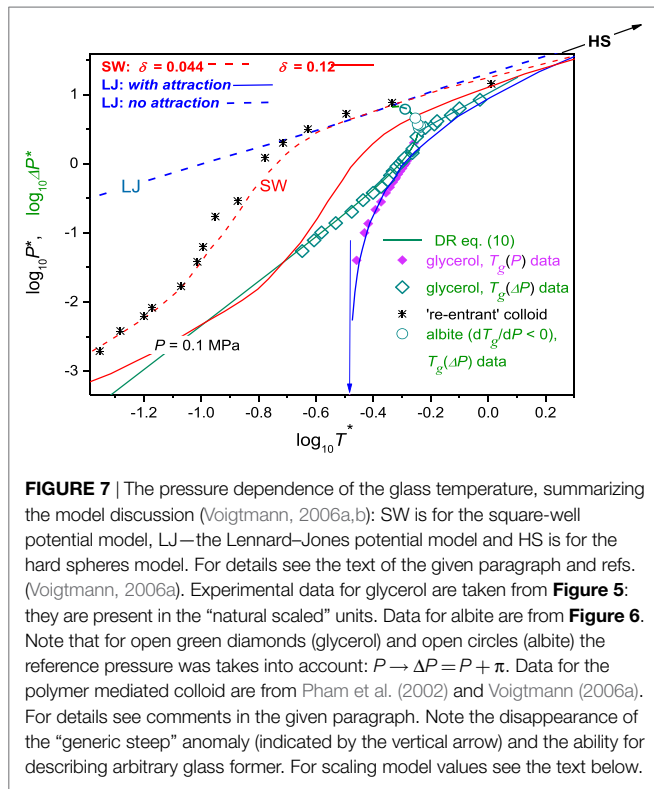 HS
SW: δ = 0.044 δ = 0.12
LJ: with attraction
LJ: no attraction
log₁₀P*, log₁₀ΔP*
1
0
-1
-2
-3
LJ
SW
DR eq. (10)
glycerol, Tg(P) data
glycerol, Tg(ΔP) data
're-entrant' colloid
albite (dTg/dP < 0),
Tg(ΔP) data
P = 0.1 MPa
-1.2 -1.0 -0.8 -0.6 -0.4 -0.2 0.0 0.2
log₁₀T*
FIGURE 7 | The pressure dependence of the glass temperature, summarizing
the model discussion (Voigtmann, 2006a,b): SW is for the square-well
potential model, LJ—the Lennard–Jones potential model and HS is for the
hard spheres model. For details see the text of the given paragraph and refs.
(Voigtmann, 2006a). Experimental data for glycerol are taken from Figure 5:
they are present in the “natural scaled” units. Data for albite are from Figure 6.
Note that for open green diamonds (glycerol) and open circles (albite) the
reference pressure was taken into account: P → ΔP = P + π. Data for the
polymer mediated colloid are from Pham et al. (2002) and Voigtmann (2006a).
For details see comments in the given paragraph. Note the disappearance of
the “generic steep” anomaly (indicated by the vertical arrow) and the ability for
describing arbitrary glass former. For scaling model values see the text below.